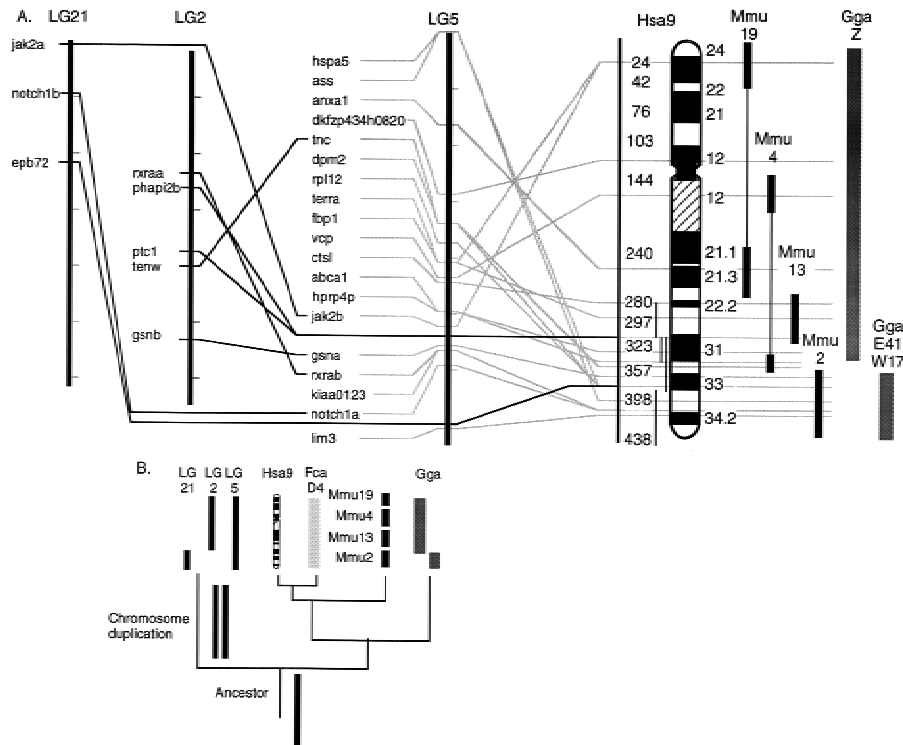 A.
LG21
LG2
LG5
Hsa9
Mmu
19
Gga
Z
jak2a
notch1b
epb72
rxraa
phapi2b
ptc1
tenw
gsnb
hspa5
ass
anxa1
dkfzp434h0820
tnc
dpm2
rpl12
terra
fbp1
vcp
ctsl
abca1
hprp4p
jak2b
gsna
rxrab
kiaa0123
notch1a
lim3
24
42
76
103
144
240
280
297
323
357
398
438
24
22
21
12
12
21.1
21.3
22.2
31
33
34.2
Mmu
4
Mmu
13
Mmu
2
Gga
E41
W17
B.
LG
21
LG
2
LG
5
Hsa9
Fca
D4
Mmu19
Mmu4
Mmu13
Mmu2
Gga
Chromosome
duplication
Ancestor